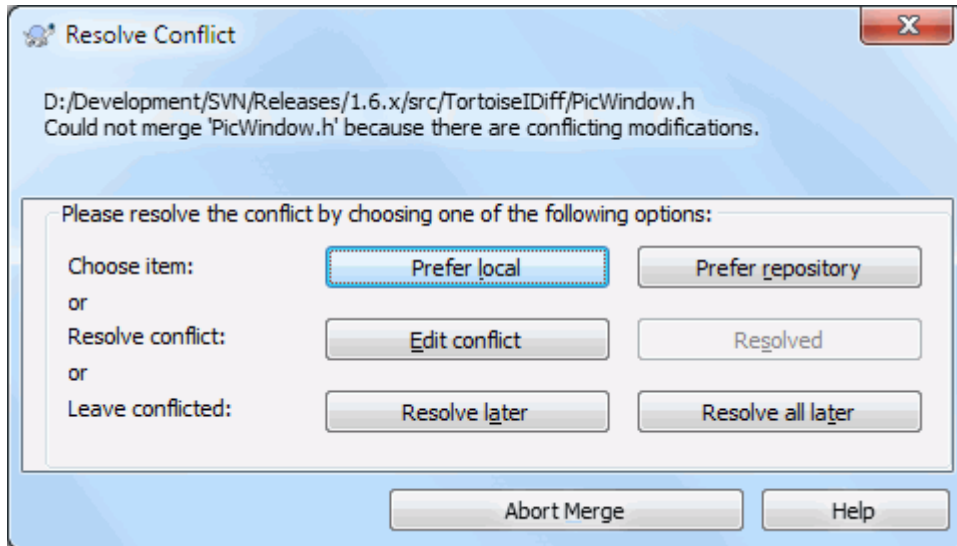 Resolve Conflict
D:/Development/SVN/Releases/1.6.x/src/TortoiseIDiff/PicWindow.h
Could not merge 'PicWindow.h' because there are conflicting modifications.
Please resolve the conflict by choosing one of the following options:
Choose item: Prefer local Prefer repository
or
Resolve conflict: Edit conflict Resolved
or
Leave conflicted: Resolve later Resolve all later
Abort Merge Help